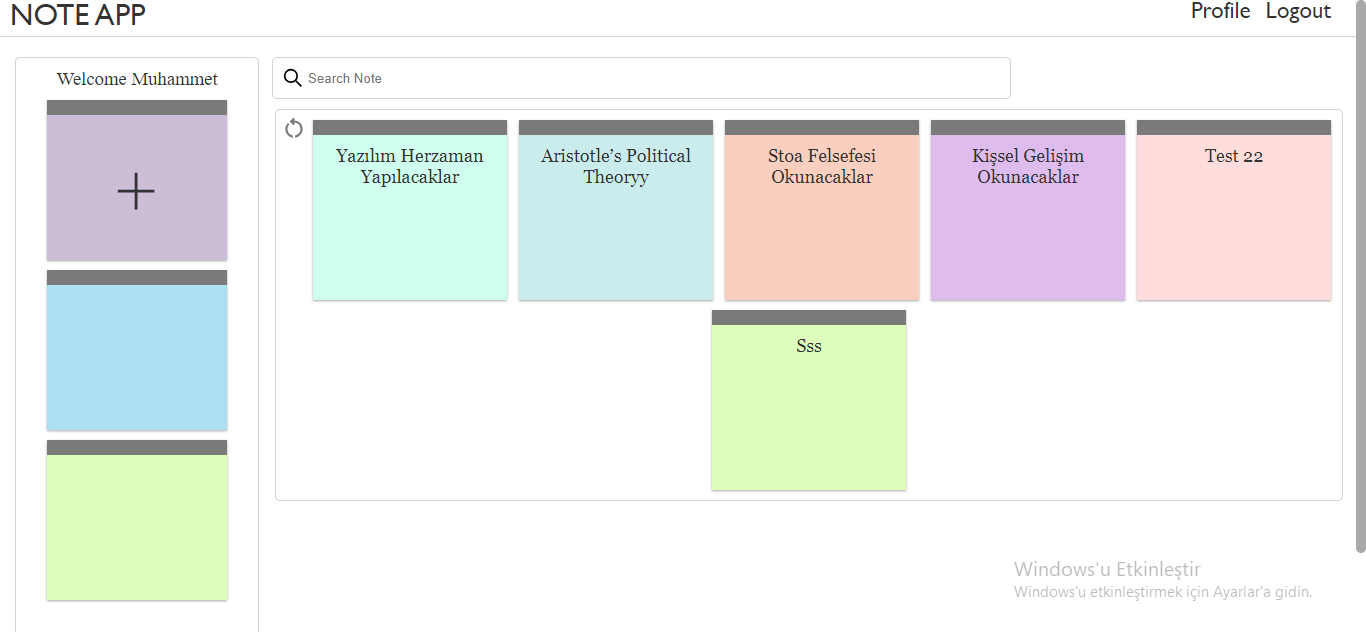 NOTE APP
Profile Logout
Welcome Muhammet
Search Note
Yazılım Herzaman
Yapılacaklar
Aristotle’s Political
Theoryy
Stoa Felsefesi
Okunacaklar
Kişsel Gelişim
Okunacaklar
Test 22
Sss
Windows'u Etkinleştir
Windows'u etkinleştirmek için Ayarlar'a gidin.